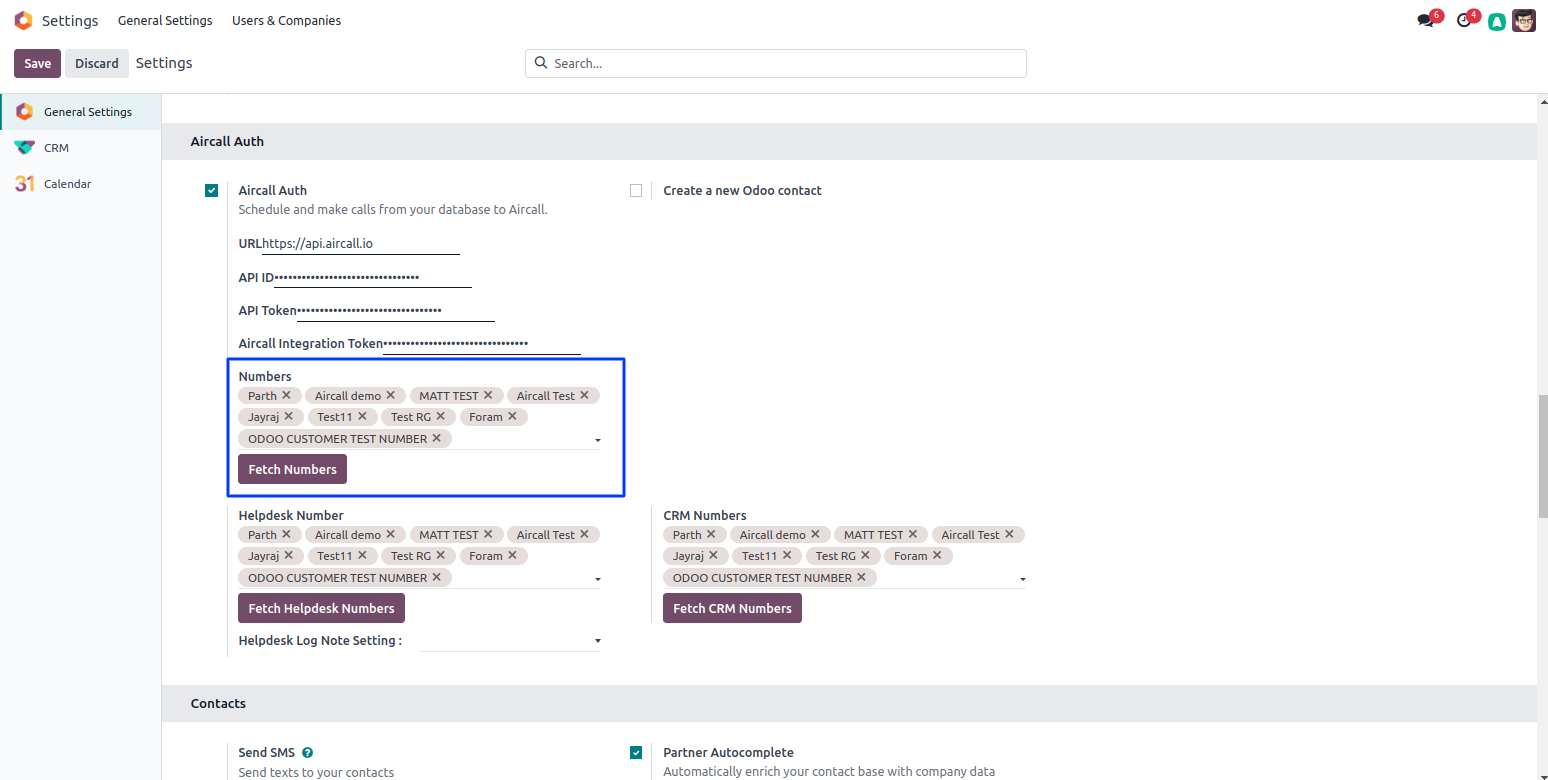 Settings General Settings Users & Companies 6 4
Save Discard Settings Search...
General Settings
CRM
31 Calendar
Aircall Auth
Aircall Auth
Schedule and make calls from your database to Aircall.
Create a new Odoo contact
URL https://api.aircall.io
API ID ••••••••••••••••••••••••••••••••
API Token ••••••••••••••••••••••••••••••••
Aircall Integration Token ••••••••••••••••••••••••••••••••
Numbers
Parth ✕ Aircall demo ✕ MATT TEST ✕ Aircall Test ✕
Jayraj ✕ Test11 ✕ Test RG ✕ Foram ✕
ODOO CUSTOMER TEST NUMBER ✕
Fetch Numbers
Helpdesk Number
Parth ✕ Aircall demo ✕ MATT TEST ✕ Aircall Test ✕
Jayraj ✕ Test11 ✕ Test RG ✕ Foram ✕
ODOO CUSTOMER TEST NUMBER ✕
Fetch Helpdesk Numbers
Helpdesk Log Note Setting :
CRM Numbers
Parth ✕ Aircall demo ✕ MATT TEST ✕ Aircall Test ✕
Jayraj ✕ Test11 ✕ Test RG ✕ Foram ✕
ODOO CUSTOMER TEST NUMBER ✕
Fetch CRM Numbers
Contacts
Send SMS ?
Send texts to your contacts
Partner Autocomplete
Automatically enrich your contact base with company data